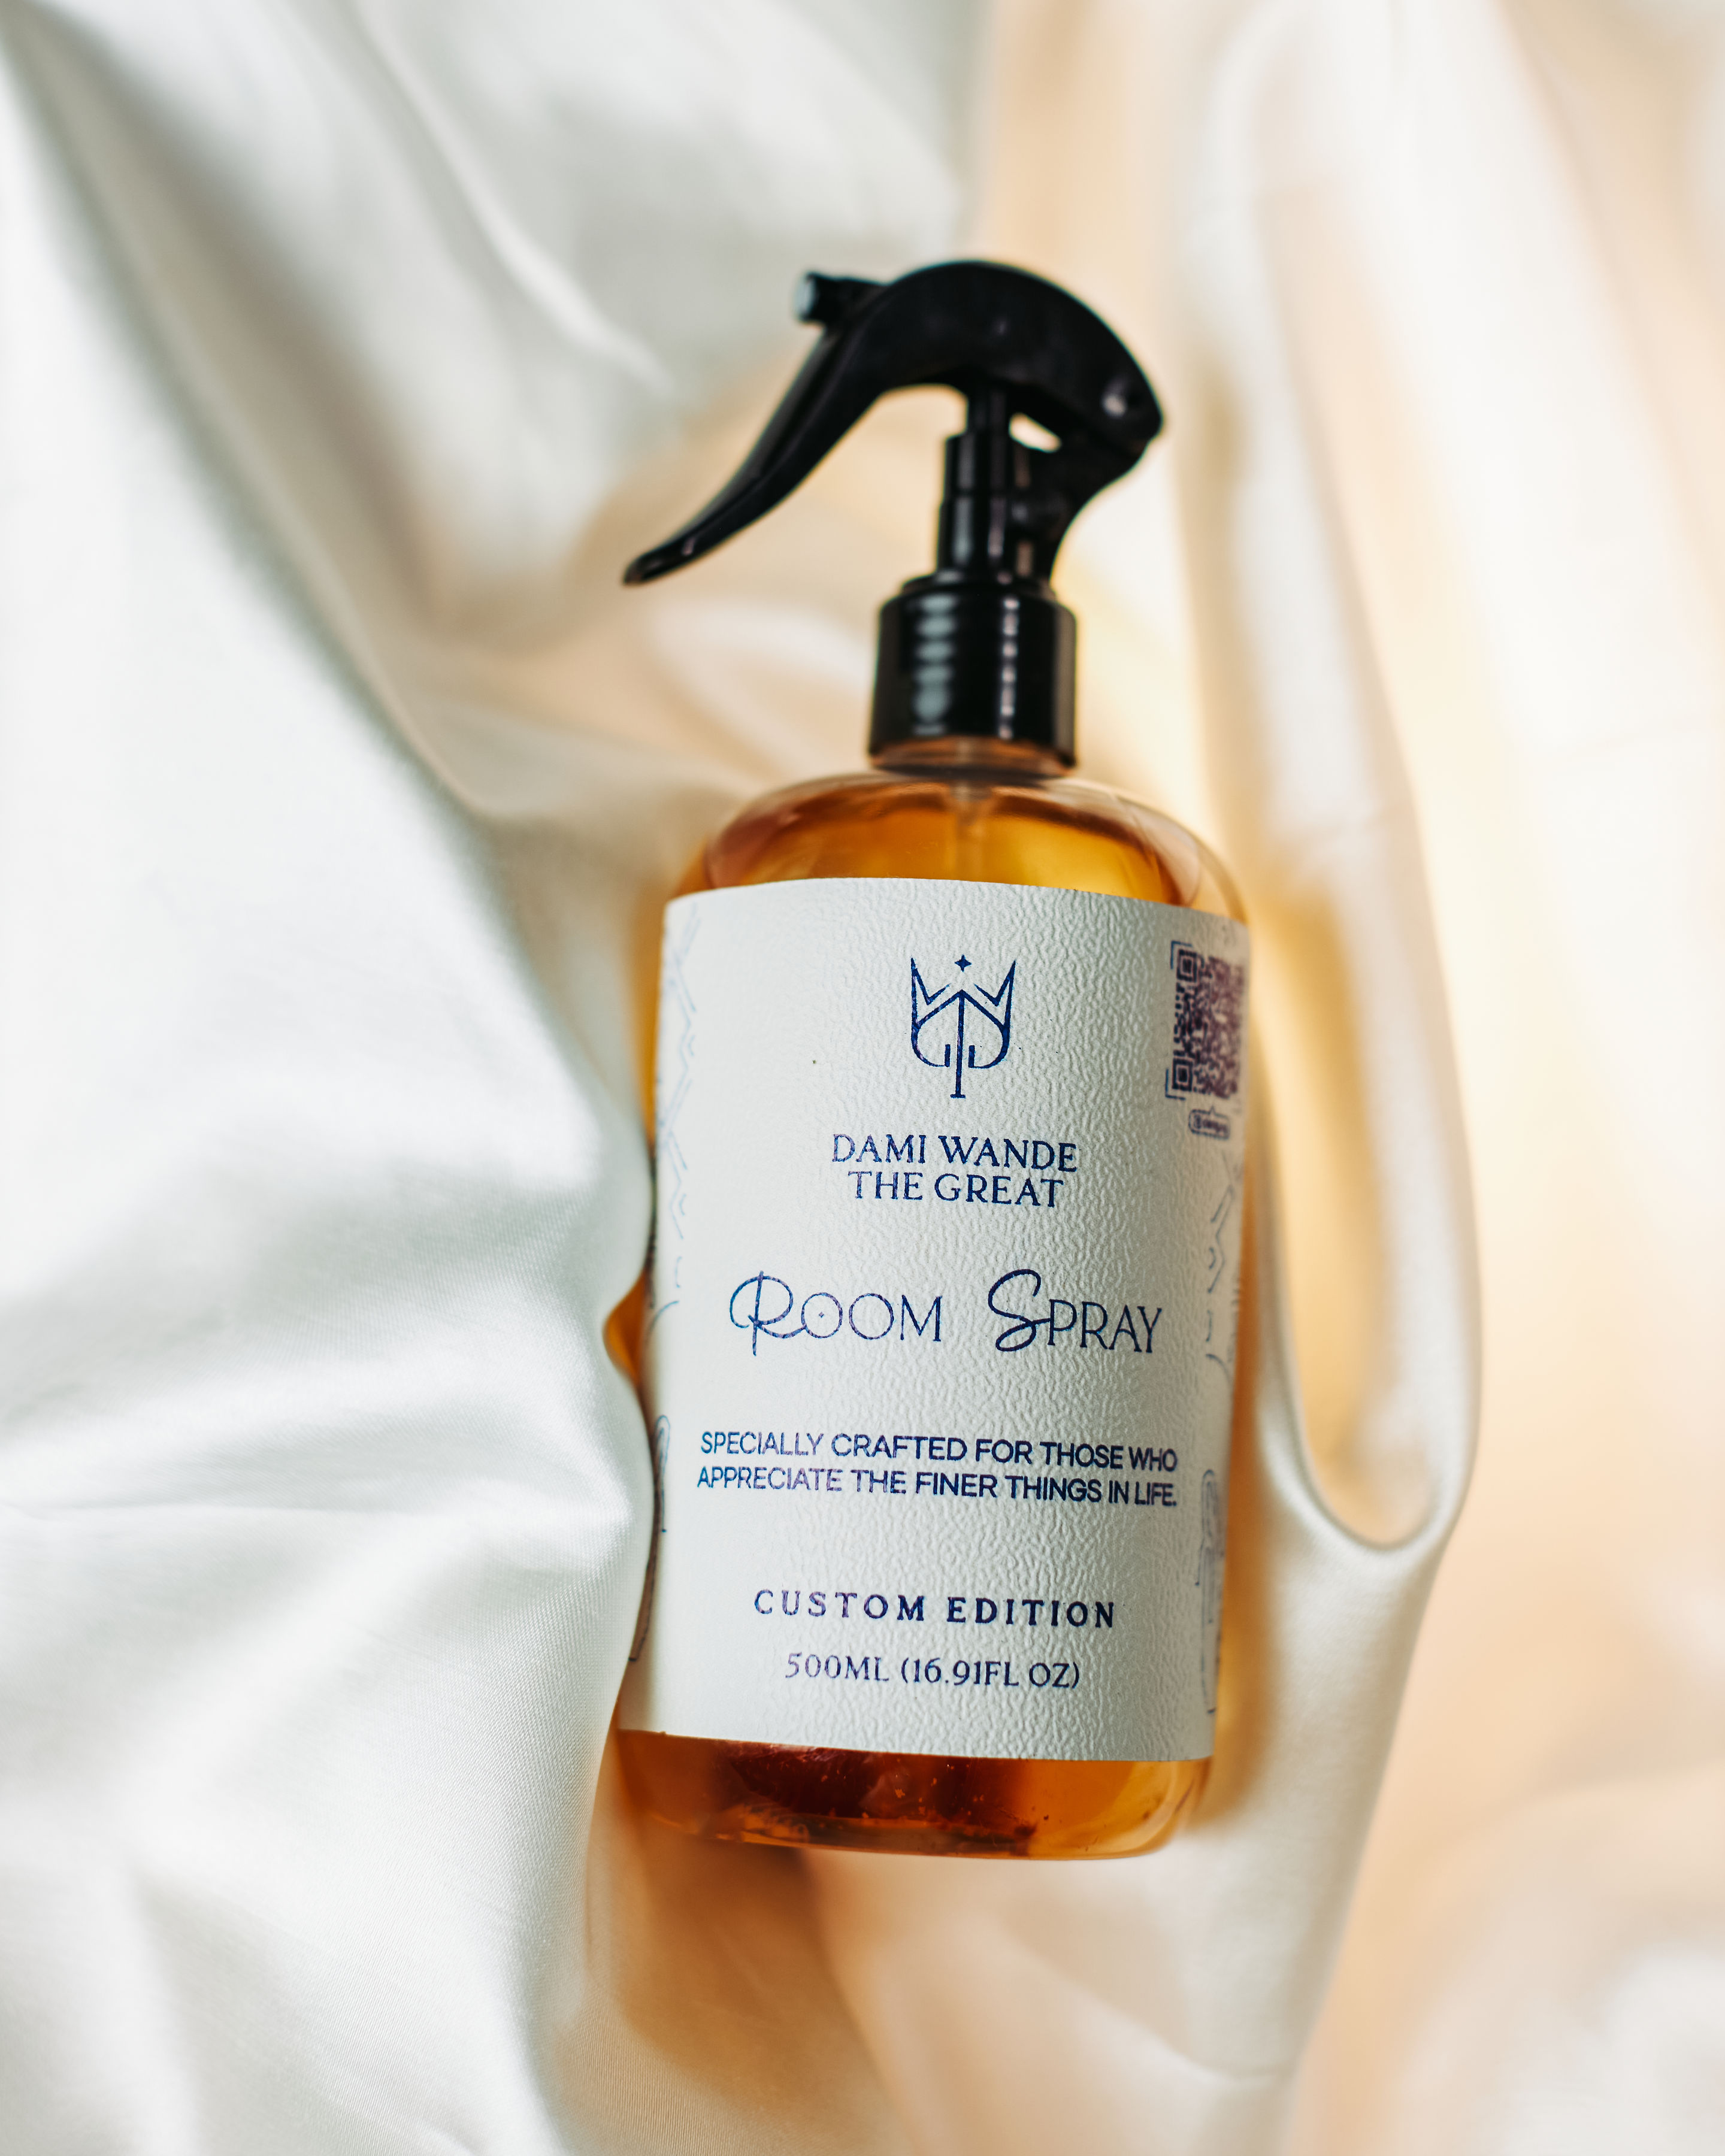 DAMI WANDE
THE GREAT
ROOM SPRAY
SPECIALLY CRAFTED FOR THOSE WHO
APPRECIATE THE FINER THINGS IN LIFE.
CUSTOM EDITION
500ML (16.91FL OZ)